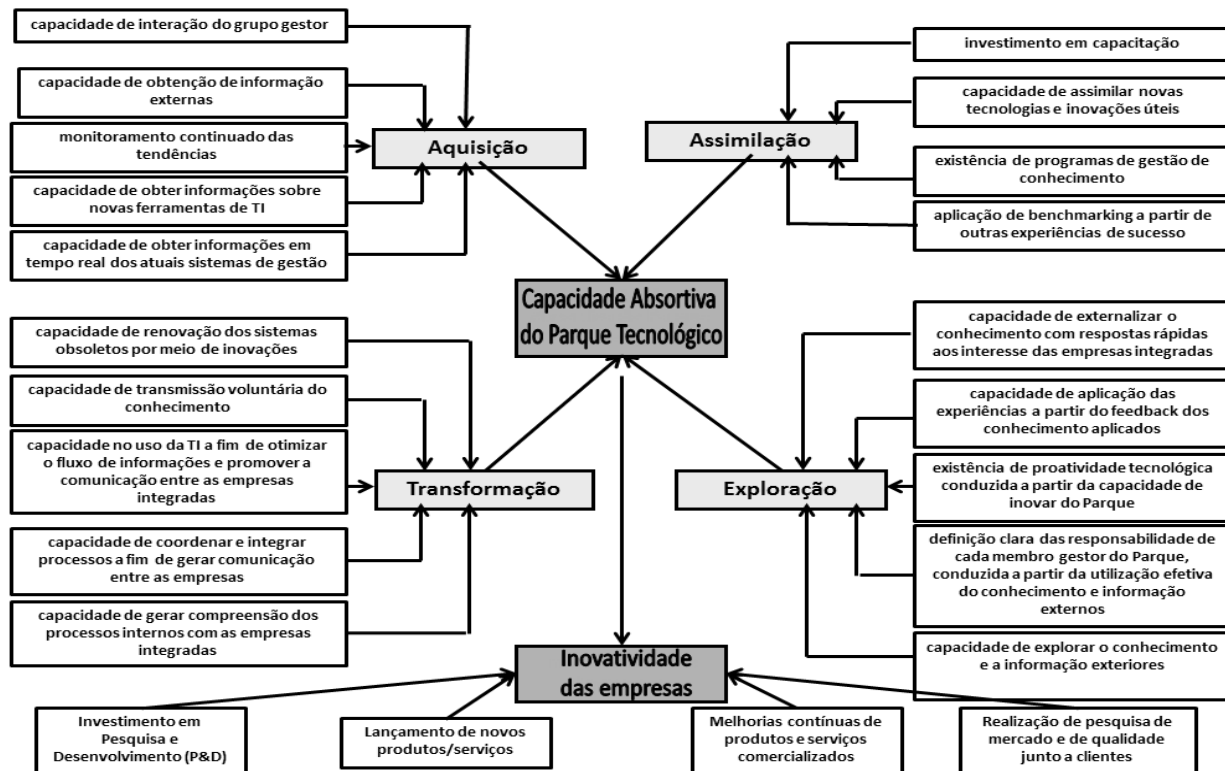 capacidade de interação do grupo gestor
capacidade de obtenção de informação
externas
monitoramento continuado das
tendências
capacidade de obter informações sobre
novas ferramentas de TI
capacidade de obter informações em
tempo real dos atuais sistemas de gestão
Aquisição
investimento em capacitação
capacidade de assimilar novas
tecnologias e inovações úteis
existência de programas de gestão de
conhecimento
aplicação de benchmarking a partir de
outras experiências de sucesso
Assimilação
Capacidade Absortiva
do Parque Tecnológico
capacidade de renovação dos sistemas
obsoletos por meio de inovações
capacidade de transmissão voluntária do
conhecimento
capacidade no uso da TI a fim de otimizar
o fluxo de informações e promover a
comunicação entre as empresas
integradas
capacidade de coordenar e integrar
processos a fim de gerar comunicação
entre as empresas
capacidade de gerar compreensão dos
processos internos com as empresas
integradas
Transformação
capacidade de externalizar o
conhecimento com respostas rápidas
aos interesse das empresas integradas
capacidade de aplicação das
experiências a partir do feedback dos
conhecimento aplicados
existência de proatividade tecnológica
conduzida a partir da capacidade de
inovar do Parque
definição clara das responsabilidade de
cada membro gestor do Parque,
conduzida a partir da utilização efetiva
do conhecimento e informação
externos
capacidade de explorar o conhecimento
e a informação exteriores
Exploração
Inovatividade
das empresas
Investimento em
Pesquisa e
Desenvolvimento (P&D)
Lançamento de novos
produtos/serviços
Melhorias contínuas de
produtos e serviços
comercializados
Realização de pesquisa de
mercado e de qualidade
junto a clientes